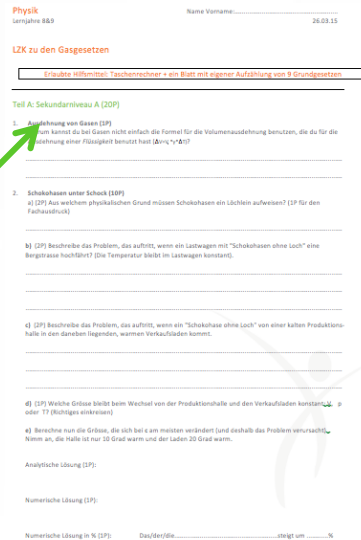 Physik
Name Vorname:
Lernjahre 8&9
26.03.15
LZK zu den Gasgesetzen
Erlaubte Hilfsmittel: Taschenrechner + ein Blatt mit eigener Aufzählung von 9 Grundgesetzen
Teil A: Sekundarniveau A (20P)
1. Ausdehnung von Gasen (1P)
kannst du bei Gasen nicht einfach die Formel für die Volumenausdehnung benutzen, die du für die
einer Flüssigkeit benutzt hast
2. Schokohasen unter Schock (10P)
a) (2P) Aus welchem physikalischen Grund müssen Schokohasen ein Löchlein aufweisen? (1P für den
Fachausdruck)
b) (2P) Beschreibe das Problem, das auftritt, wenn ein Lastwagen mit "Schokohasen ohne Loch" eine
Bergstrasse hochfährt? (Die Temperatur bleibt im Lastwagen konstant).
c) (2P) Beschreibe das Problem, das auftritt, wenn ein "Schokohase ohne Loch" von einer kalten Produktions-
halle in den daneben liegenden, warmen Verkaufsladen kommt.
d) (1P) Welche Grösse bleibt beim Wechsel von der Produktionshalle und den Verkaufsladen konstant: V, p
oder T? (Richtiges einkreisen)
e) Berechne nun die Grösse, die sich bei c am meisten verändert (und deshalb das Problem verursacht).
Nimm an, die Halle ist nur 10 Grad warm und der Laden 20 Grad warm.
Analytische Lösung (1P):
Numerische Lösung (1P):
Numerische Lösung in % (1P): Das/der/die steigt um %